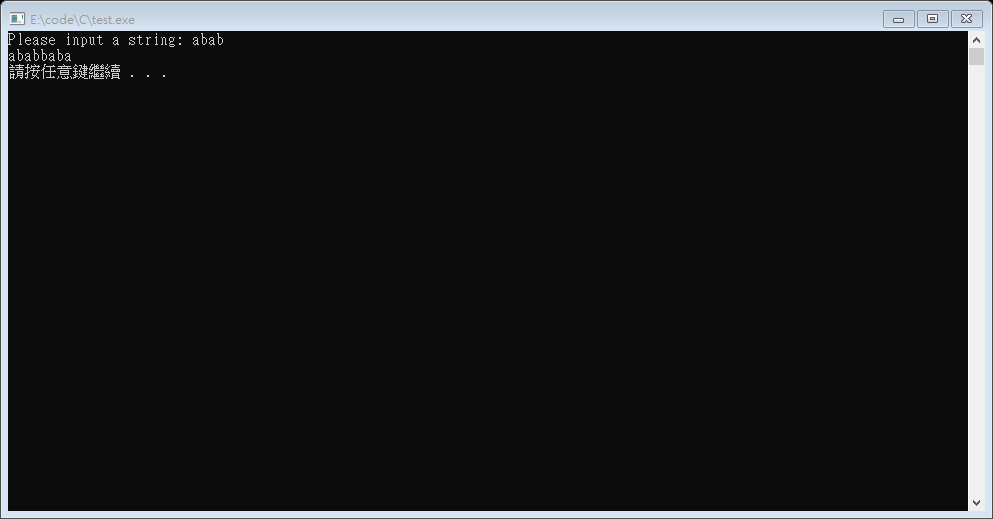 E:\code\C\test.exe
Please input a string: abab
ababbaba
請按任意鍵繼續 . . .